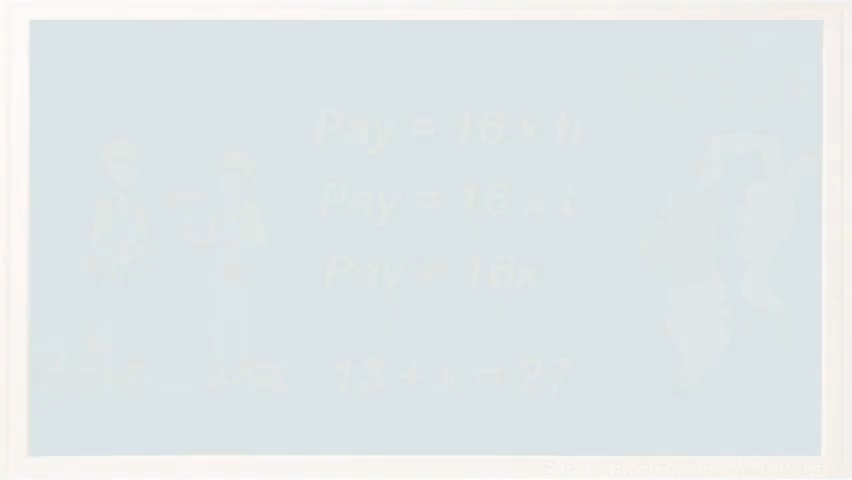 Pay = 16 x h
Pay = 16 x t
Pay = 16x
13 + x = 27